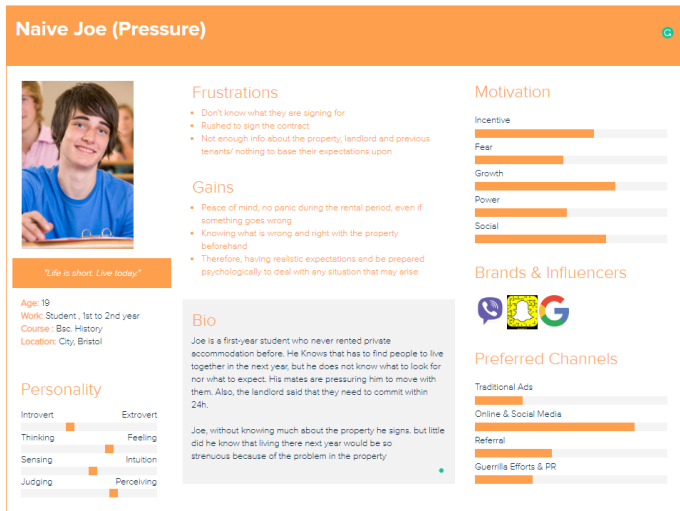 Naive Joe (Pressure)
"Life is short. Live today."
Age: 19
Work: Student , 1st to 2nd year
Course : Bsc. History
Location: City, Bristol
Personality
Introvert Extrovert
Thinking Feeling
Sensing Intuition
Judging Perceiving
Frustrations
Don't know what they are signing for
Rushed to sign the contract
Not enough info about the property, landlord and previous
tenants/ nothing to base their expectations upon
Gains
Peace of mind, no panic during the rental period, even if
something goes wrong
Knowing what is wrong and right with the property
beforehand
Therefore, having realistic expectations and be prepared
psychologically to deal with any situation that may arise
Bio
Joe is a first-year student who never rented private
accommodation before. He Knows that has to find people to live
together in the next year, but he does not know what to look for
nor what to expect. His mates are pressuring him to move with
them. Also, the landlord said that they need to commit within
24h.
Joe, without knowing much about the property he signs. but little
did he know that living there next year would be so
strenuous because of the problem in the property
Motivation
Incentive
Fear
Growth
Power
Social
Brands & Influencers
Preferred Channels
Traditional Ads
Online & Social Media
Referral
Guerrilla Efforts & PR